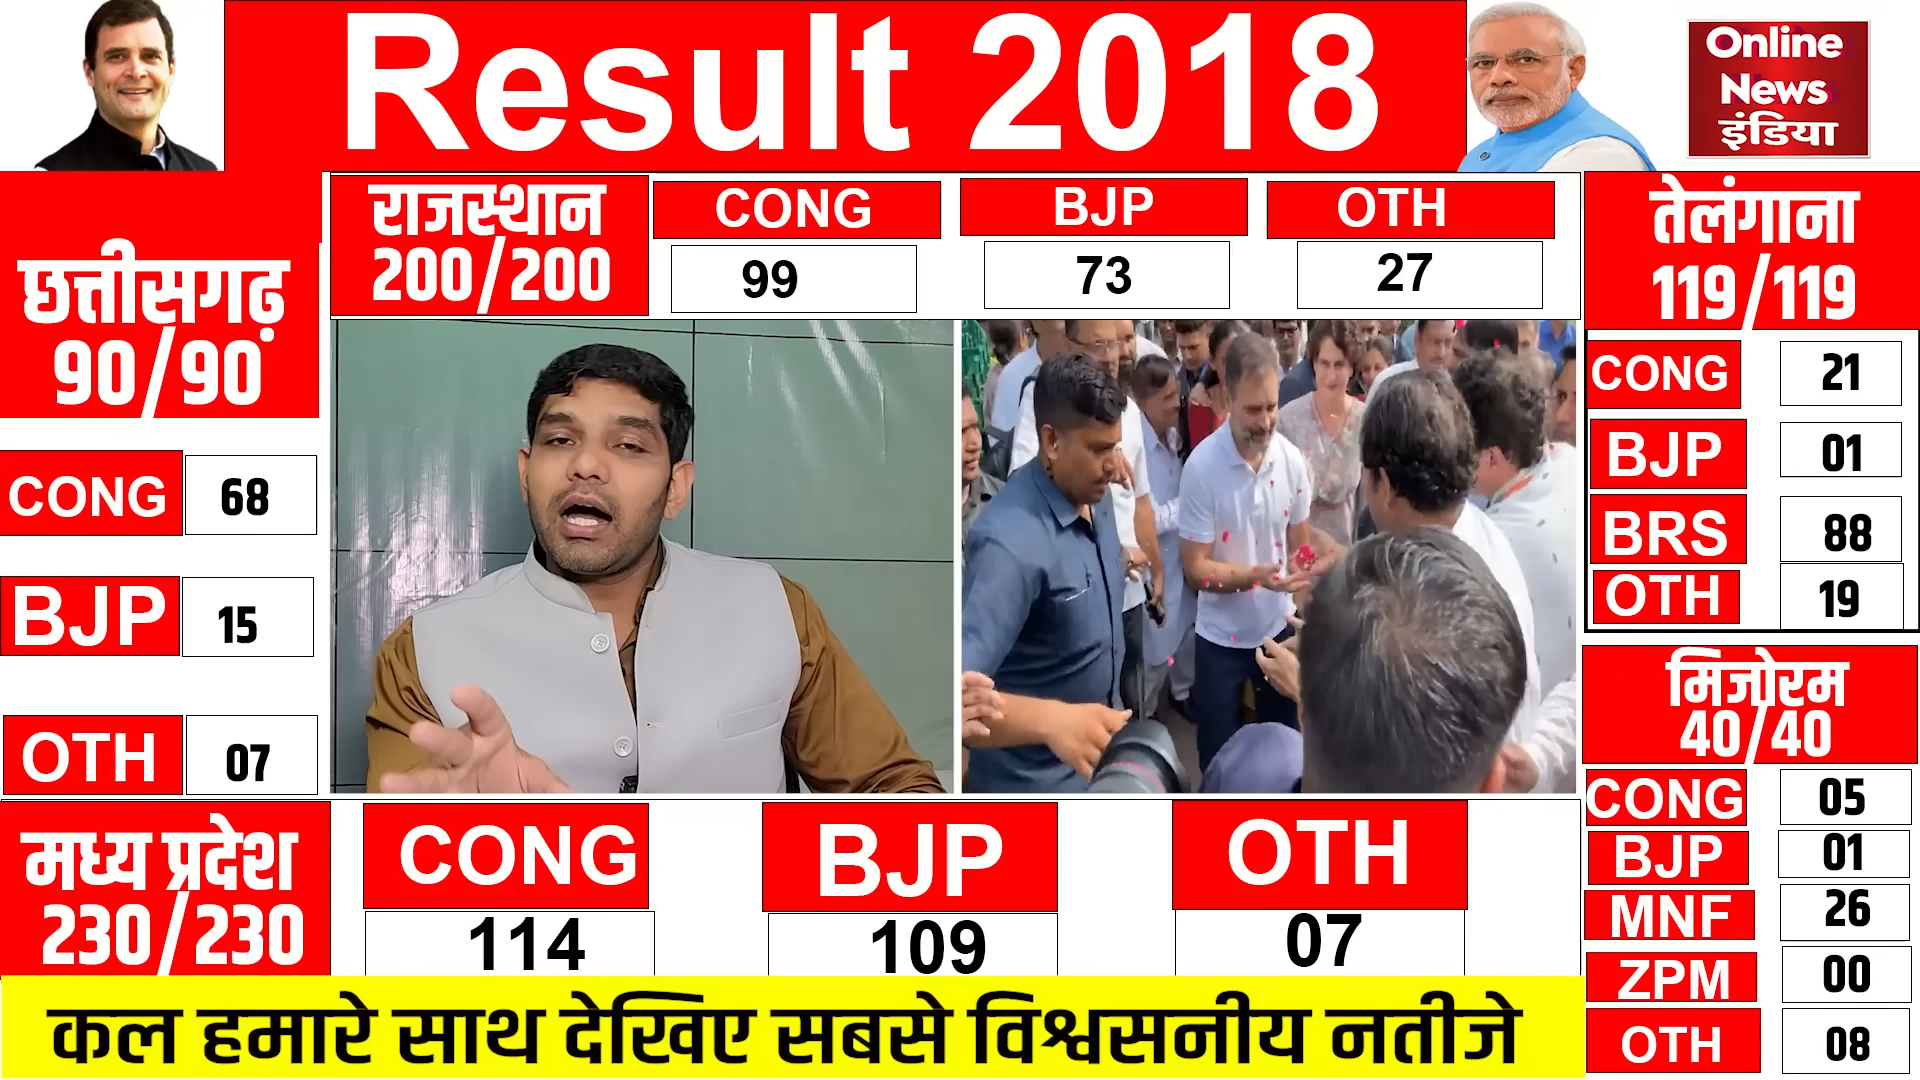 Result 2018
Online
News
इंडिया
छत्तीसगढ़
90/90
CONG 68
BJP 15
OTH 07
राजस्थान
200/200
CONG BJP OTH
99 73 27
तेलंगाना
119/119
CONG 21
BJP 01
BRS 88
OTH 19
मिजोरम
40/40
CONG 05
BJP 01
MNF 26
ZPM 00
OTH 08
मध्य प्रदेश
230/230
CONG BJP OTH
114 109 07
कल हमारे साथ देखिए सबसे विश्वसनीय नतीजे